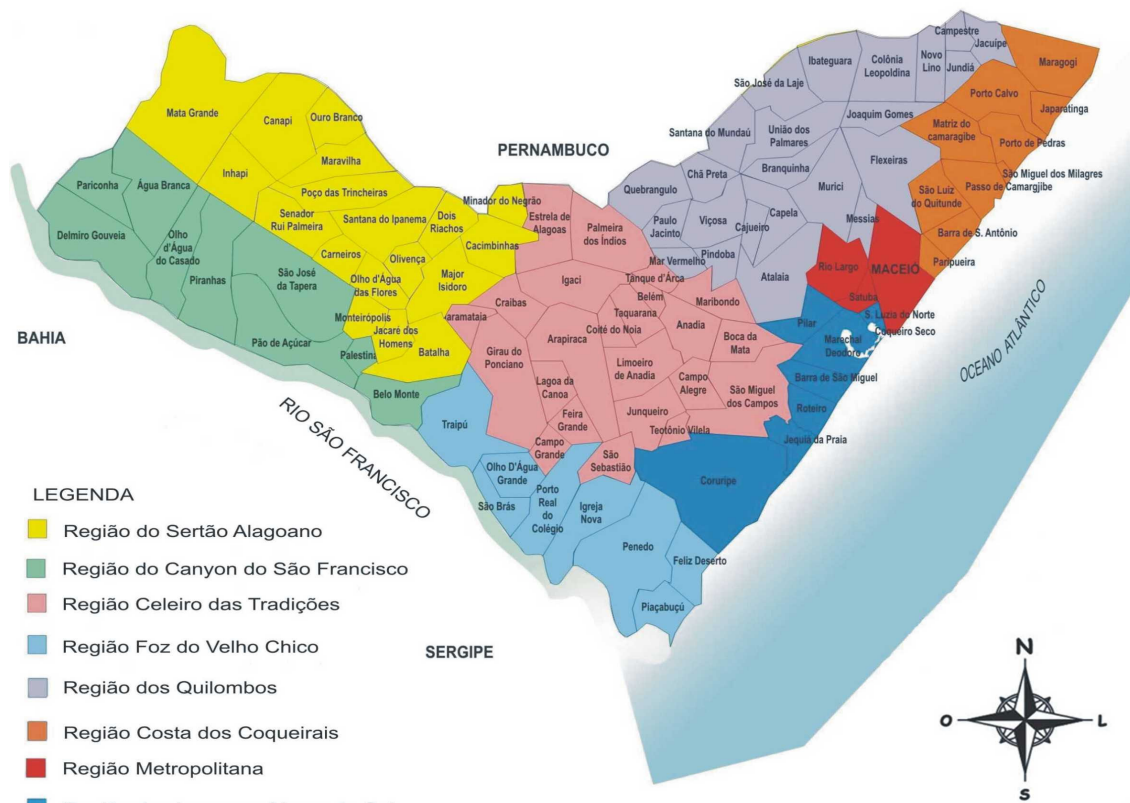 Campestre
Jacuípe
Ibateguara
Colônia
Leopoldina
Novo
Lino
Jundiá
Maragogi
São José da Laje
Porto Calvo
Japaratinga
Mata Grande
Canapi
Ouro Branco
Joaquim Gomes
Matriz do
camaragibe
Santana do Mundaú
União dos
Palmares
Porto de Pedras
PERNAMBUCO
Maravilha
Flexeiras
Inhapi
Chã Preta
Branquinha
São Miguel dos Milagres
Passo de Camargjibe
Pariconha
Água Branca
Poço das Trincheiras
Minador do Negrão
Quebrangulo
Murici
São Luiz
do Quitunde
Senador
Rui Palmeira
Santana do Ipanema
Dois
Riachos
Estrela de
Alagoas
Palmeira
dos Índios
Paulo
Jacinto
Viçosa
Cajueiro
Capela
Messias
Barra de S. Antônio
Delmiro Gouveia
Olho
d'Água
do Casado
Carneiros
Olivença
Cacimbinhas
Mar Vermelho
Pindoba
Atalaia
Rio Largo
MACEIÓ
Paripueira
Piranhas
São José
da Tapera
Olho d'Água
das Flores
Major
Isidoro
Igaci
Tanque d'Arca
Satuba
Craibas
Belém
Taquarana
Maribondo
S. Luzia do Norte
Coqueiro Seco
BAHIA
Monteirópolis
Jacaré dos
Homens
Jaramataia
Arapiraca
Coité do Noia
Anadia
Boca da
Mata
Pilar
Marechal
Deodoro
OCEANO ATLÂNTICO
Pão de Açúcar
Palestina
Batalha
Girau do
Ponciano
Limoeiro
de Anadia
Barra de São Miguel
Belo Monte
Lagoa da
Canoa
Campo
Alegre
São Miguel
dos Campos
RIO SÃO FRANCISCO
Traipú
Feira
Grande
Junqueiro
Teotônio Vilela
Roteiro
Jequiá da Praia
Campo
Grande
São
Sebastião
Olho D'Água
Grande
Coruripe
São Brás
Porto
Real do
Colégio
Igreja
Nova
Penedo
Feliz Deserto
Piaçabuçú
SERGIPE
LEGENDA
Região do Sertão Alagoano
Região do Canyon do São Francisco
Região Celeiro das Tradições
Região Foz do Velho Chico
Região dos Quilombos
Região Costa dos Coqueirais
Região Metropolitana
N
O
L
S